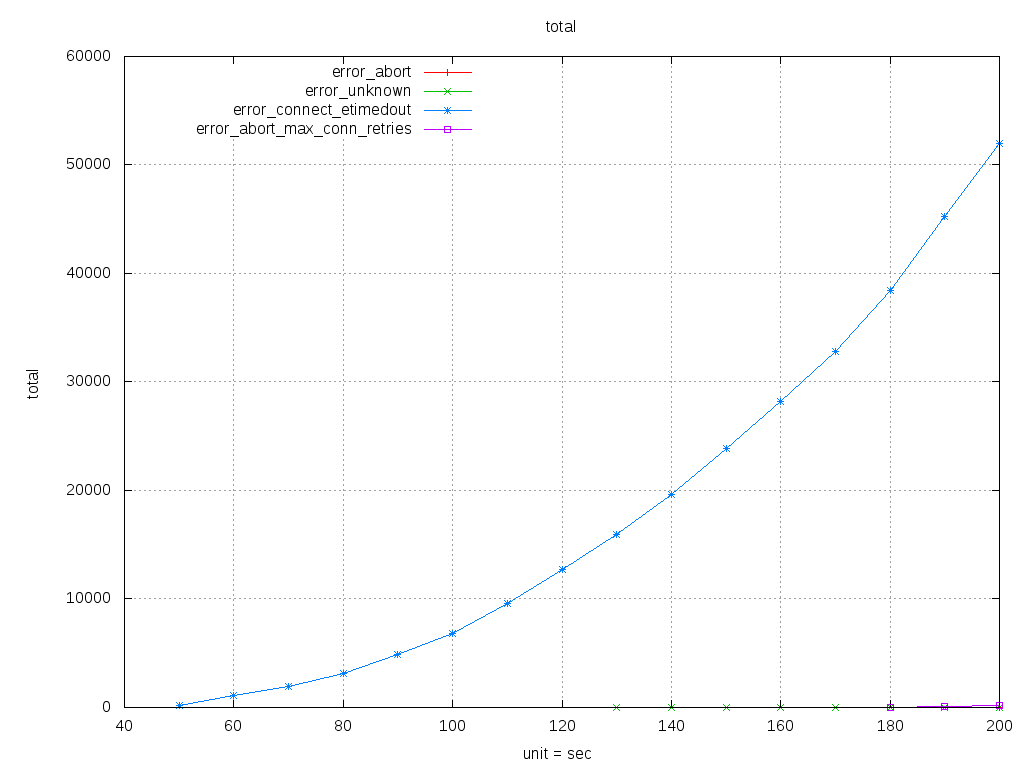 total
60000
50000
40000
30000
20000
10000
0
total
error_abort
error_unknown
error_connect_etimedout
error_abort_max_conn_retries
40 60 80 100 120 140 160 180 200
unit = sec